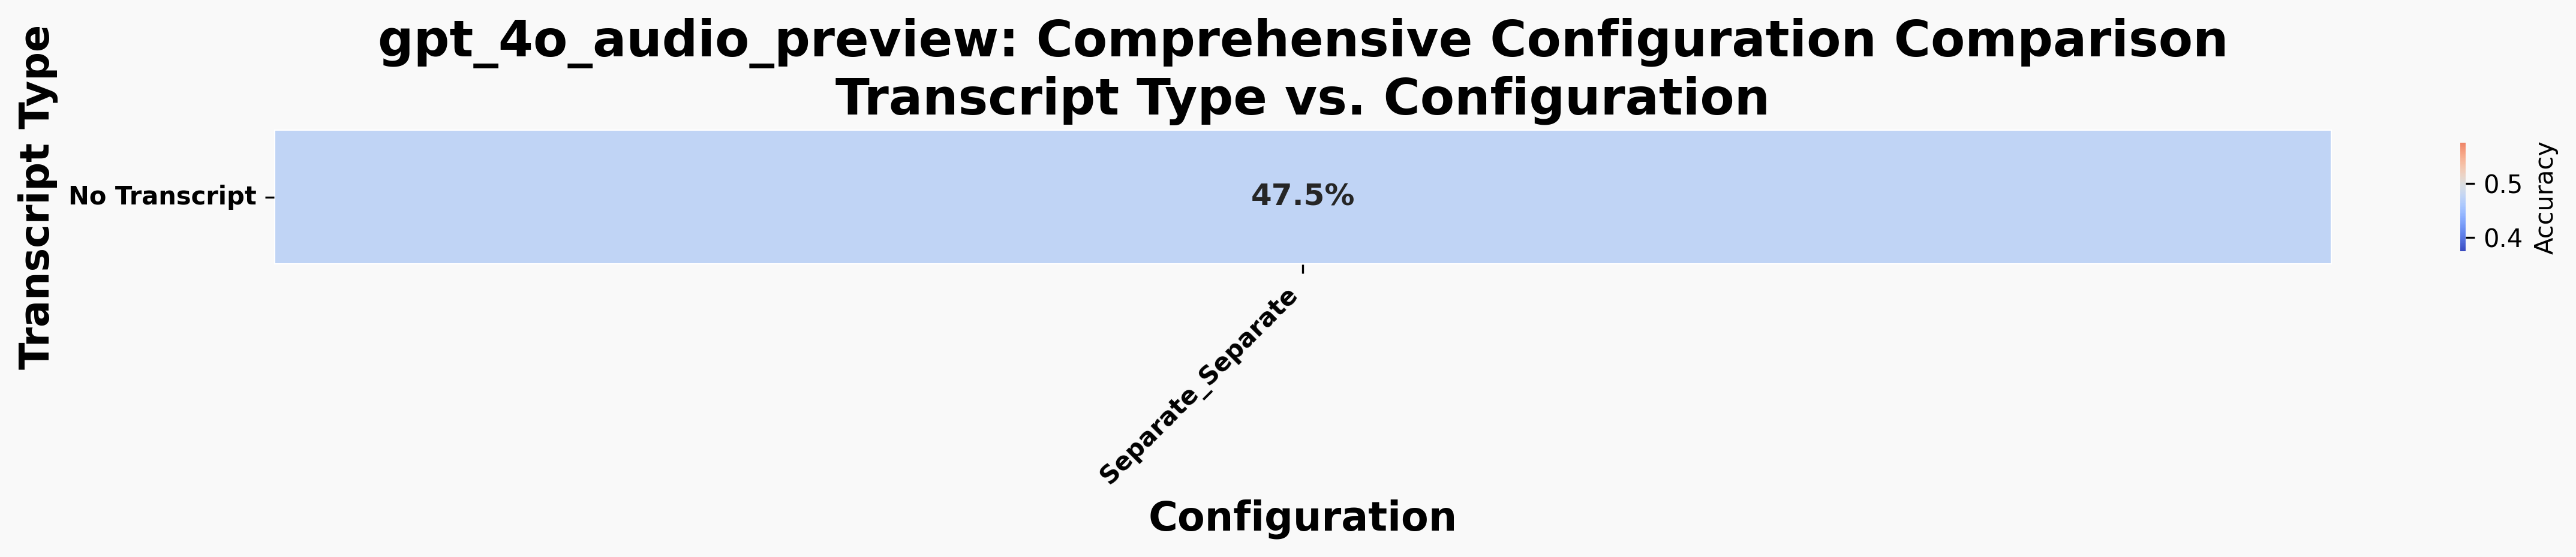 gpt_4o_audio_preview: Comprehensive Configuration Comparison
Transcript Type vs. Configuration
Transcript Type
No Transcript
47.5%
0.5
0.4
Accuracy
Separate_Separate
Configuration